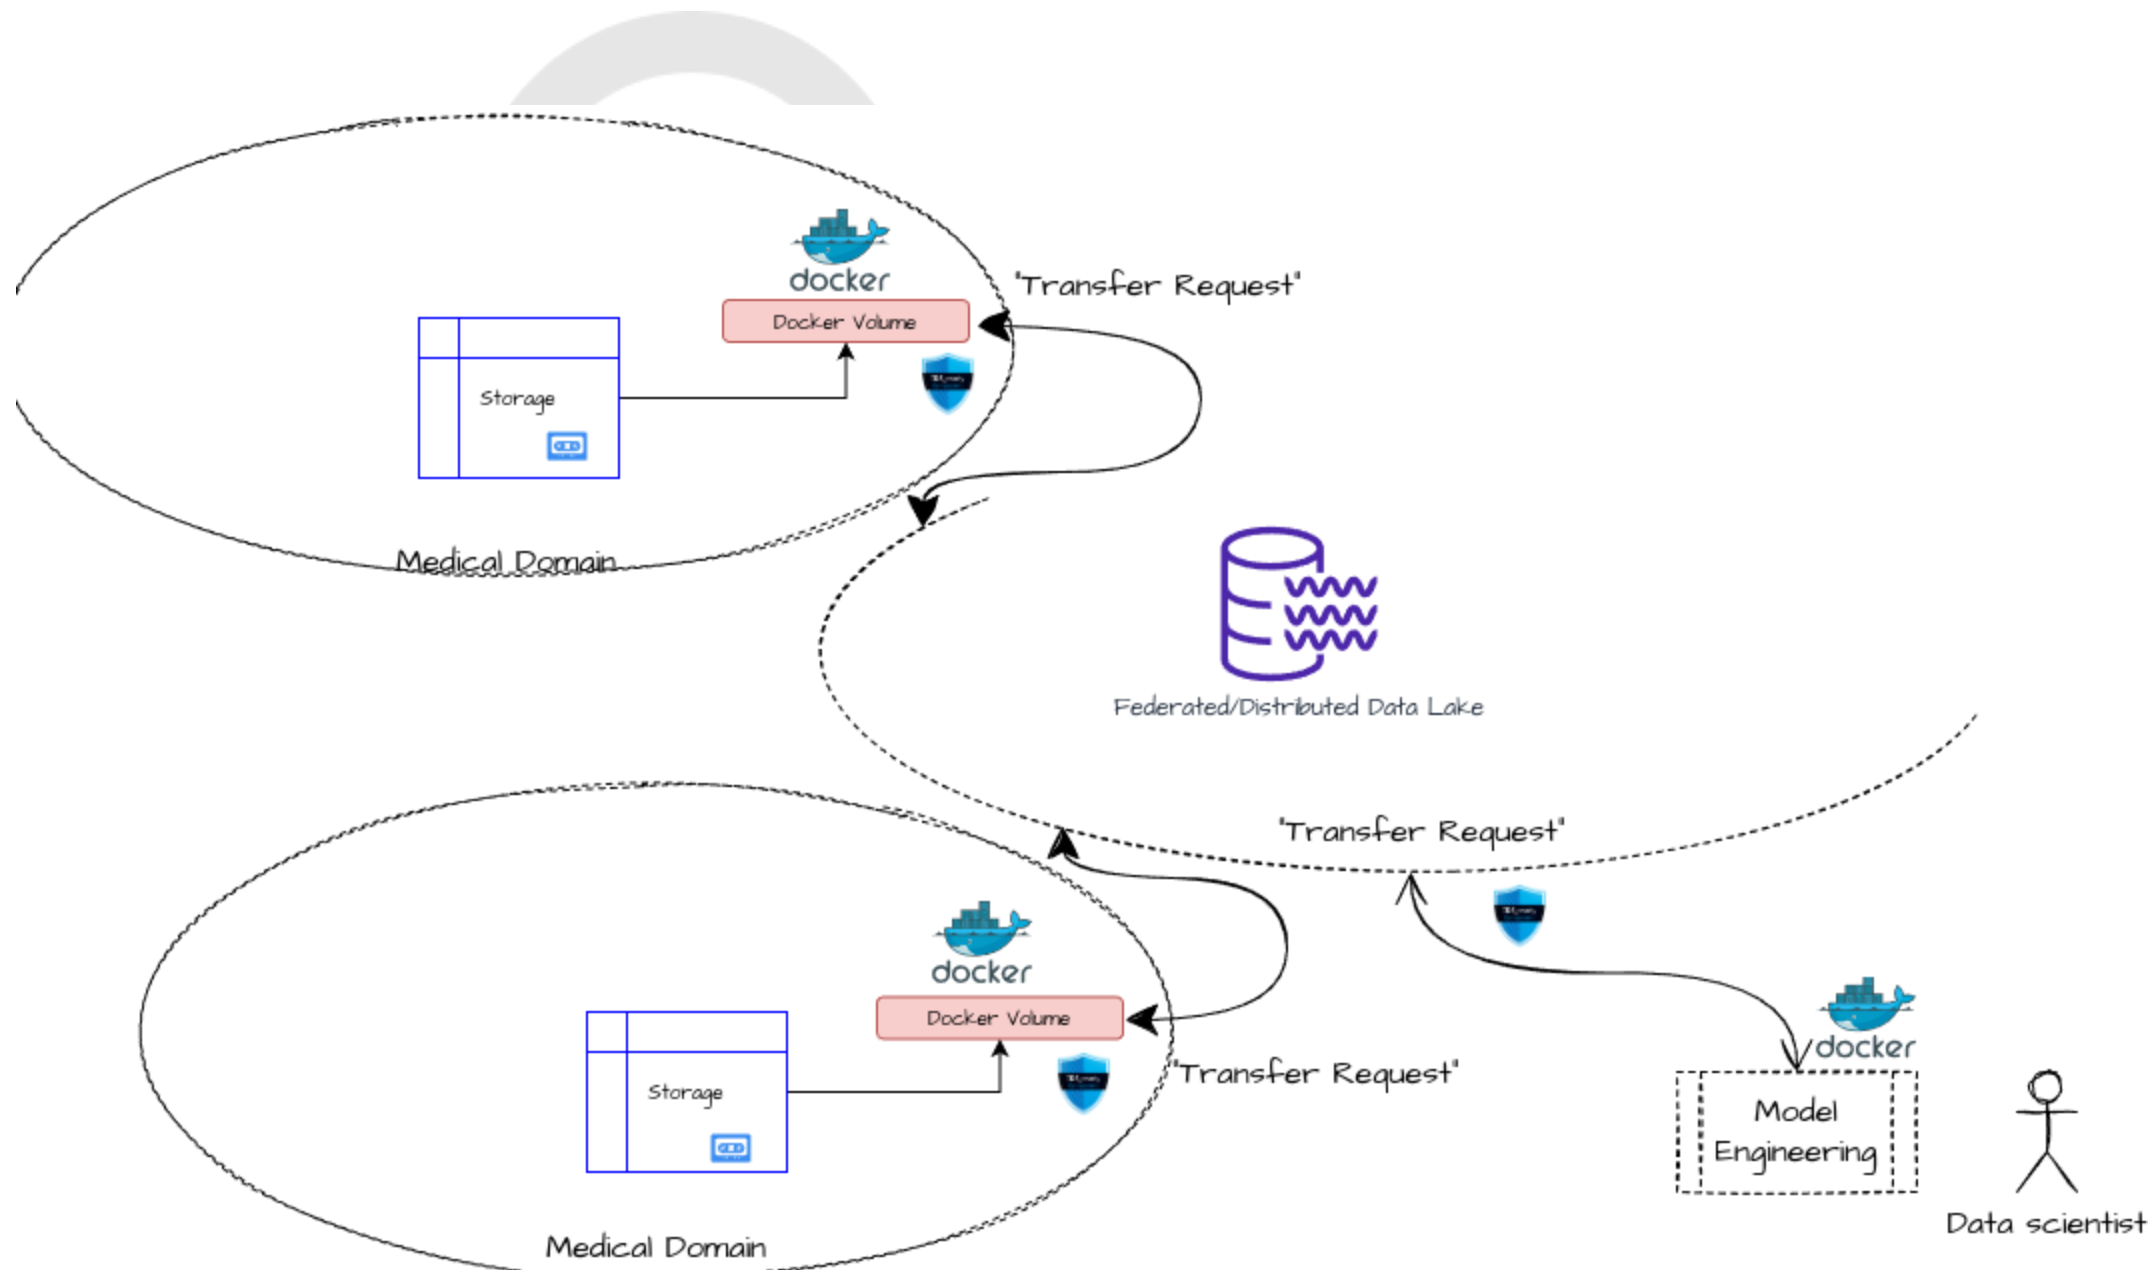 docker
"Transfer Request"
Docker Volume
Storage
Medical Domain
Federated/Distributed Data Lake
"Transfer Request"
docker
Docker Volume
"Transfer Request"
Storage
Medical Domain
docker
Model
Engineering
Data scientist